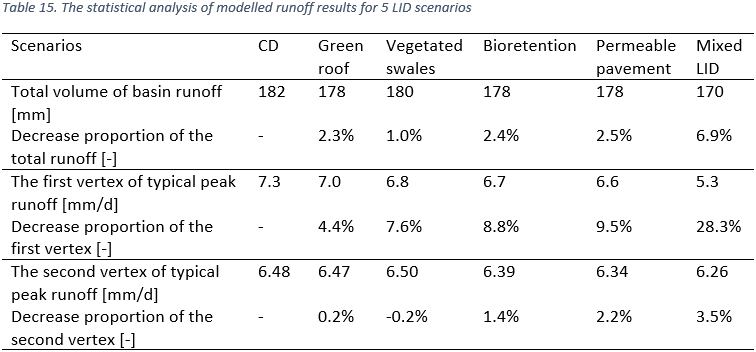 Table 15. The statistical analysis of modelled runoff results for 5 LID scenarios
Scenarios CD Green roof Vegetated swales Bioretention Permeable pavement Mixed LID
Total volume of basin runoff [mm] 182 178 180 178 178 170
Decrease proportion of the total runoff [-] - 2.3% 1.0% 2.4% 2.5% 6.9%
The first vertex of typical peak runoff [mm/d] 7.3 7.0 6.8 6.7 6.6 5.3
Decrease proportion of the first vertex [-] - 4.4% 7.6% 8.8% 9.5% 28.3%
The second vertex of typical peak runoff [mm/d] 6.48 6.47 6.50 6.39 6.34 6.26
Decrease proportion of the second vertex [-] - 0.2% -0.2% 1.4% 2.2% 3.5%